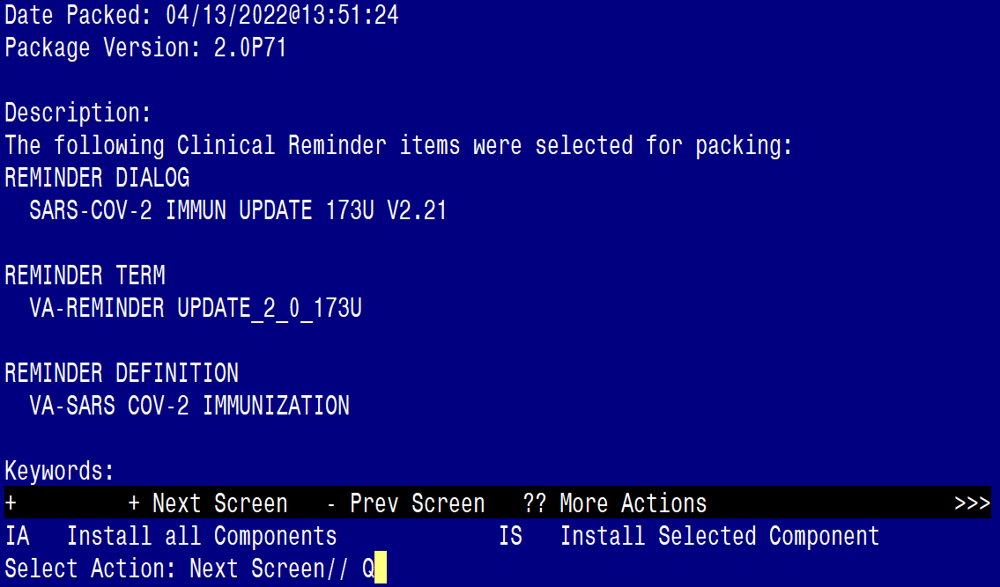 Date Packed: 04/13/2022@13:51:24
Package Version: 2.0P71
Description:
The following Clinical Reminder items were selected for packing:
REMINDER DIALOG
SARS-COV-2 IMMUN UPDATE 173U V2.21
REMINDER TERM
VA-REMINDER UPDATE_2_0_173U
REMINDER DEFINITION
VA-SARS COV-2 IMMUNIZATION
Keywords:
+ + Next Screen - Prev Screen ?? More Actions >>>
IA Install all Components IS Install Selected Component
Select Action: Next Screen// Q